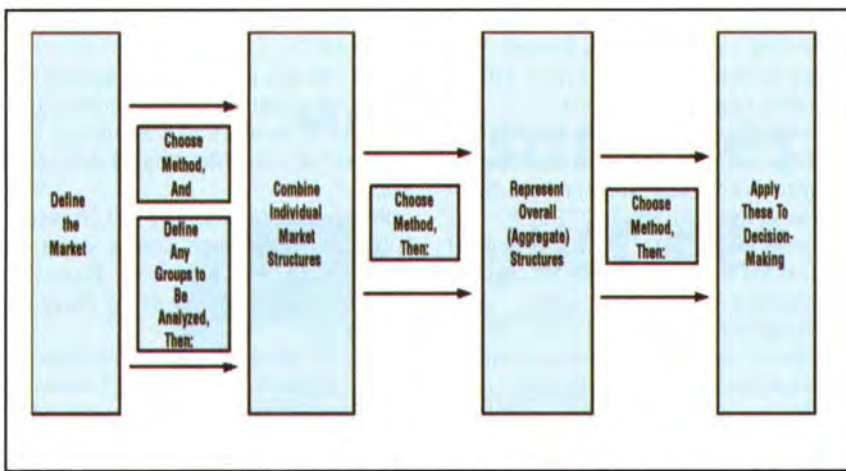 Define
the
Market
Choose
Method,
And
Define
Any
Groups to
Be
Analyzed,
Then:
Combine
Individual
Market
Structures
Choose
Method,
Then:
Represent
Overall
(Aggregate)
Structures
Choose
Method,
Then:
Apply
These To
Decision-
Making